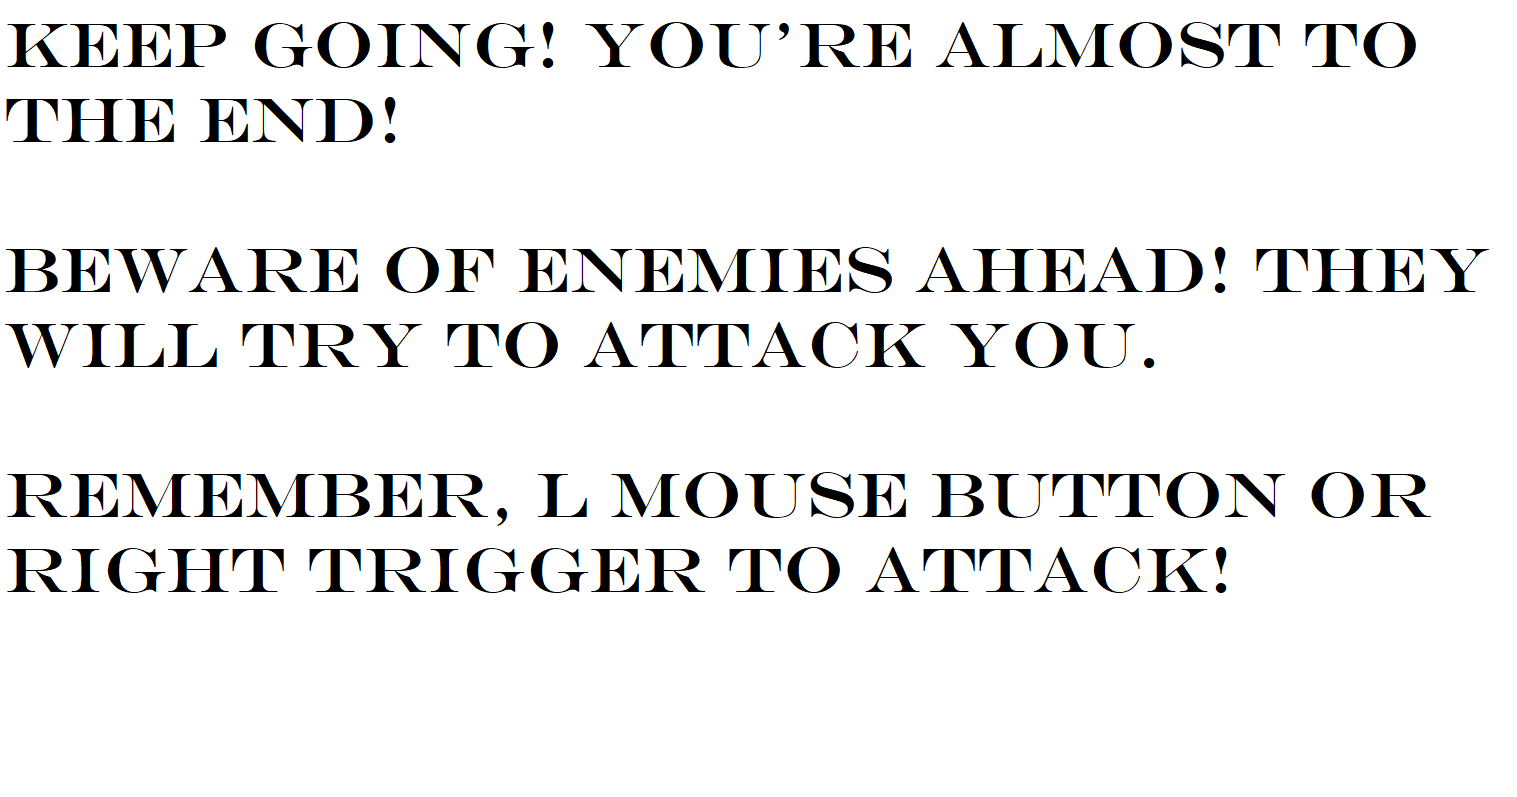 KEEP GOING! YOU'RE ALMOST TO
THE END!
BEWARE OF ENEMIES AHEAD! THEY
WILL TRY TO ATTACK YOU.
REMEMBER, L MOUSE BUTTON OR
RIGHT TRIGGER TO ATTACK!